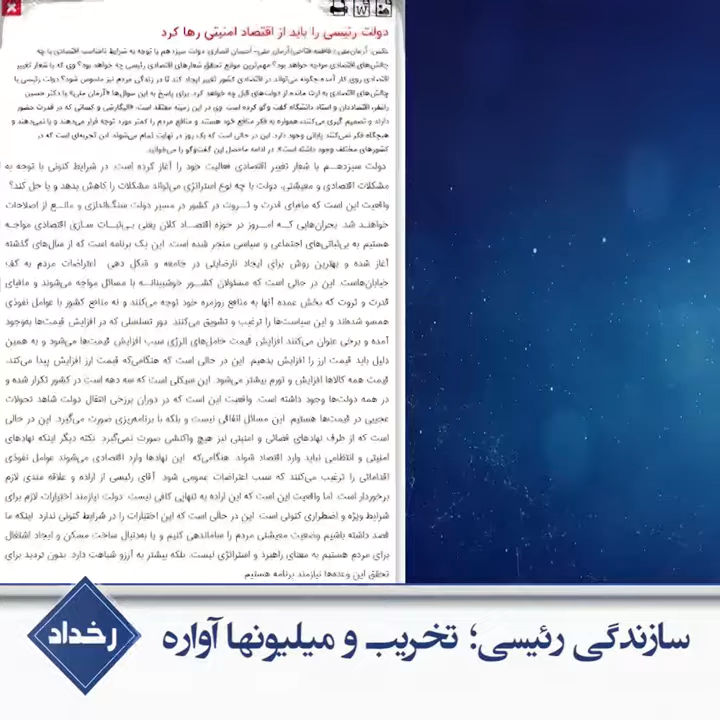 دولت رئیسی را باید از اقتصاد امنیتی رها کرد
دولت سیزدهم با شعار تغییر اقتصادی فعالیت خود را آغاز کرده است. در شرایط کنونی با توجه به
مشکلات اقتصادی و معیشتی، دولت با چه نوع استراتژی می‌تواند مشکلات را کاهش بدهد و یا حل کند؟
واقعیت این است که مافیای قدرت و ثروت در کشور در مسیر دولت سنگ‌اندازی و مانع از اصلاحات
خواهند شد. بحران‌هایی که امروز در حوزه اقتصاد کلان یعنی بی‌ثبات سازی اقتصادی مواجه
هستیم به بی‌ثباتی‌های اجتماعی و سیاسی منجر شده است. این یک برنامه است که از سال‌های گذشته
آغاز شده و بهترین روش برای ایجاد نارضایتی در جامعه و شکل دهی اعتراضات مردم به کف
خیابان‌هاست. این در حالی است که مسئولان کشور خوشبینانه با مسائل مواجه می‌شوند و مافیای
قدرت و ثروت که بخش عمده آنها به منافع روزمره خود توجه می‌کنند و نه منافع کشور با عوامل نفوذی
همسو شده‌اند و این سیاست‌ها را ترغیب و تشویق می‌کنند. دور تسلسلی که در افزایش قیمت‌ها به‌وجود
آمده و برخی عنوان می‌کنند افزایش قیمت حامل‌های انرژی سبب افزایش قیمت‌ها می‌شود و به همین
دلیل باید قیمت ارز را افزایش بدهیم. این در حالی است که هنگامی‌که قیمت ارز افزایش پیدا می‌کند،
قیمت همه کالاها افزایش و تورم بیشتر می‌شود. این سیکلی است که سه دهه است در کشور تکرار شده و
در همه دولت‌ها وجود داشته است. واقعیت این است که در دوران برزخی انتقال دولت شاهد تحولات
عجیبی در قیمت‌ها هستیم. این مسائل اتفاقی نیست و بلکه با برنامه‌ریزی صورت می‌گیرد. این در حالی
است که از طرف نهادهای قضائی و امنیتی نیز هیچ واکنشی صورت نمی‌گیرد. نکته دیگر اینکه نهادهای
امنیتی و انتظامی نباید وارد اقتصاد شوند. هنگامی‌که این نهادها وارد اقتصادی می‌شوند عوامل نفوذی
اقداماتی را ترغیب می‌کنند که سبب اعتراضات عمومی شود. آقای رئیسی از اراده و علاقه مندی لازم
برخوردار است. اما واقعیت این است که این اراده به تنهایی کافی نیست. دولت نیازمند اختیارات لازم برای
شرایط ویژه و اضطراری کنونی است. این در حالی است که این اختیارات را در شرایط کنونی ندارد. اینکه ما
قصد داشته باشیم وضعیت معیشتی مردم را ساماندهی کنیم و یا به‌دنبال ساخت مسکن و ایجاد اشتغال
برای مردم هستیم به معنای راهبرد و استراتژی نیست. بلکه بیشتر به آرزو شباهت دارد. بدون تردید برای
تحقق این وعده‌ها نیازمند برنامه هستیم.
سازندگی رئیسی؛ تخریب و میلیونها آواره
رخداد